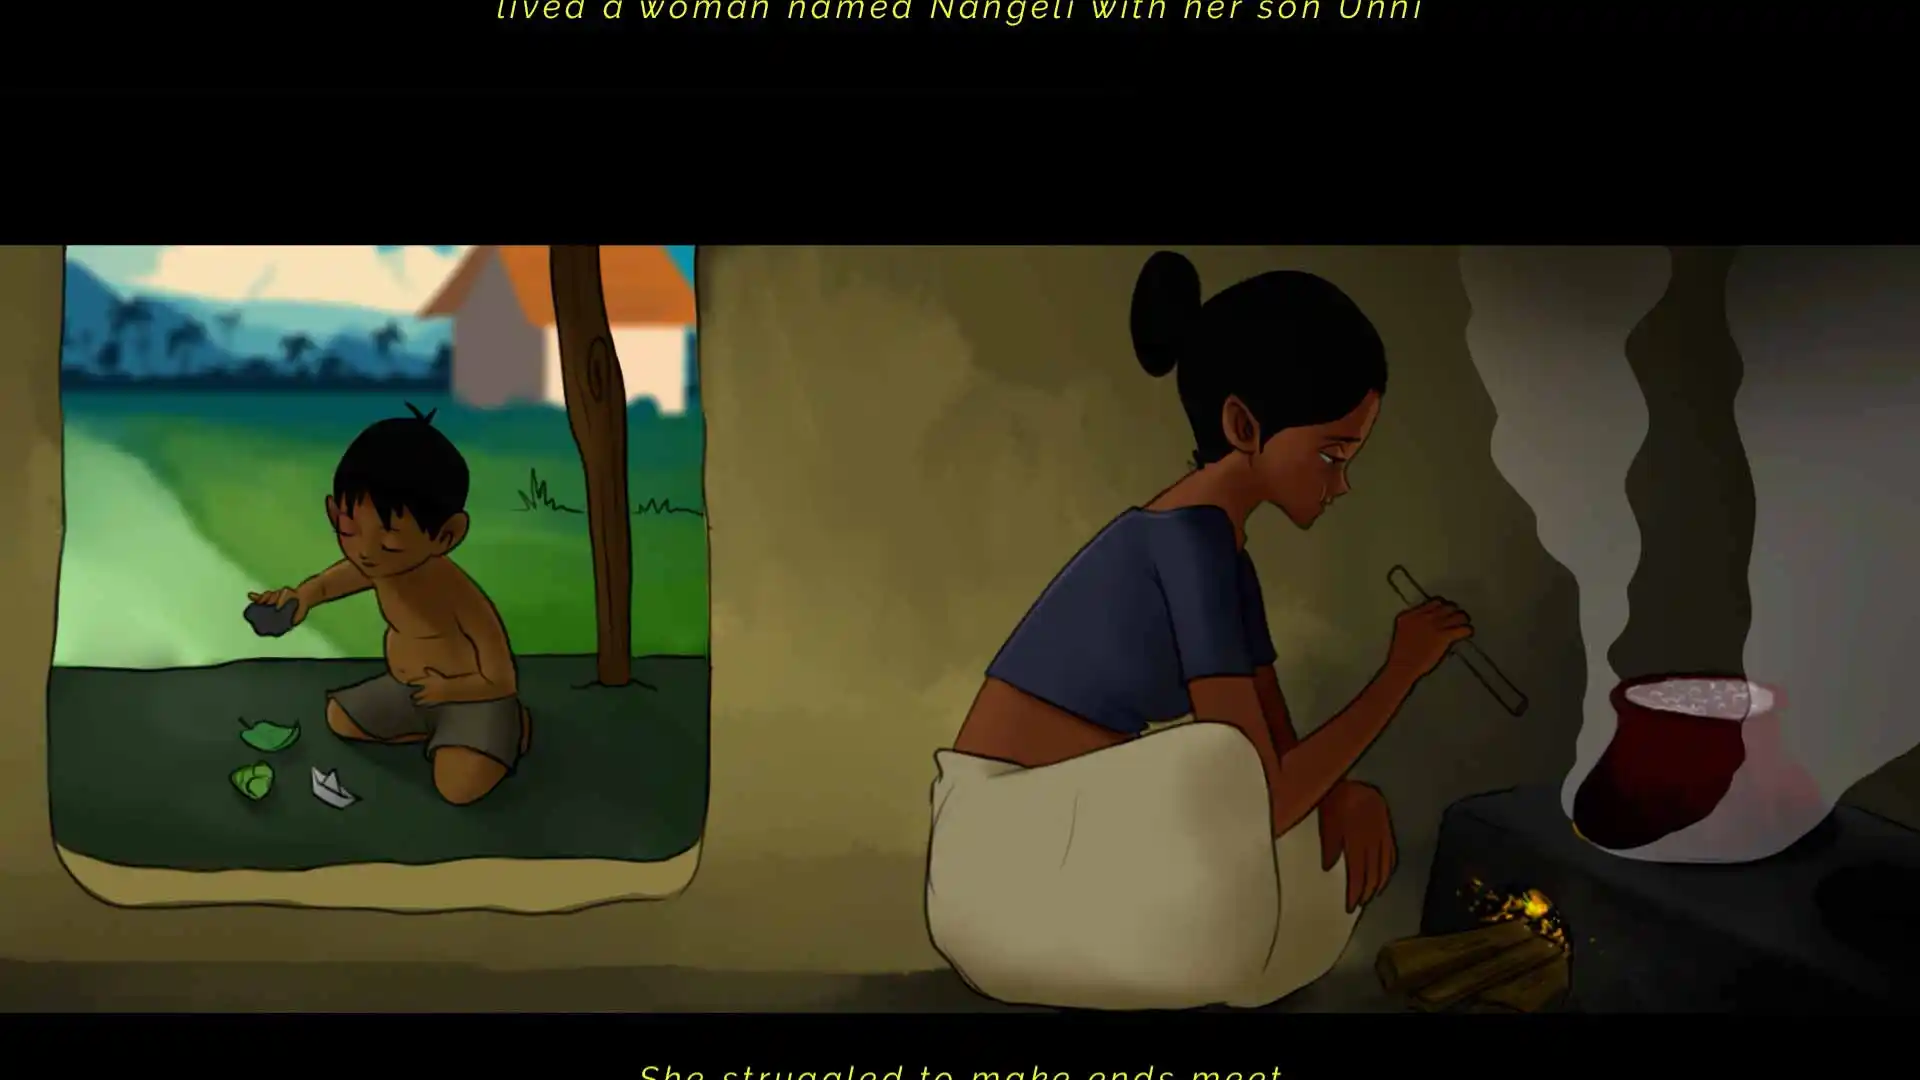 lived a woman named Nangeli with her son Unni
She struggled to make ends meet